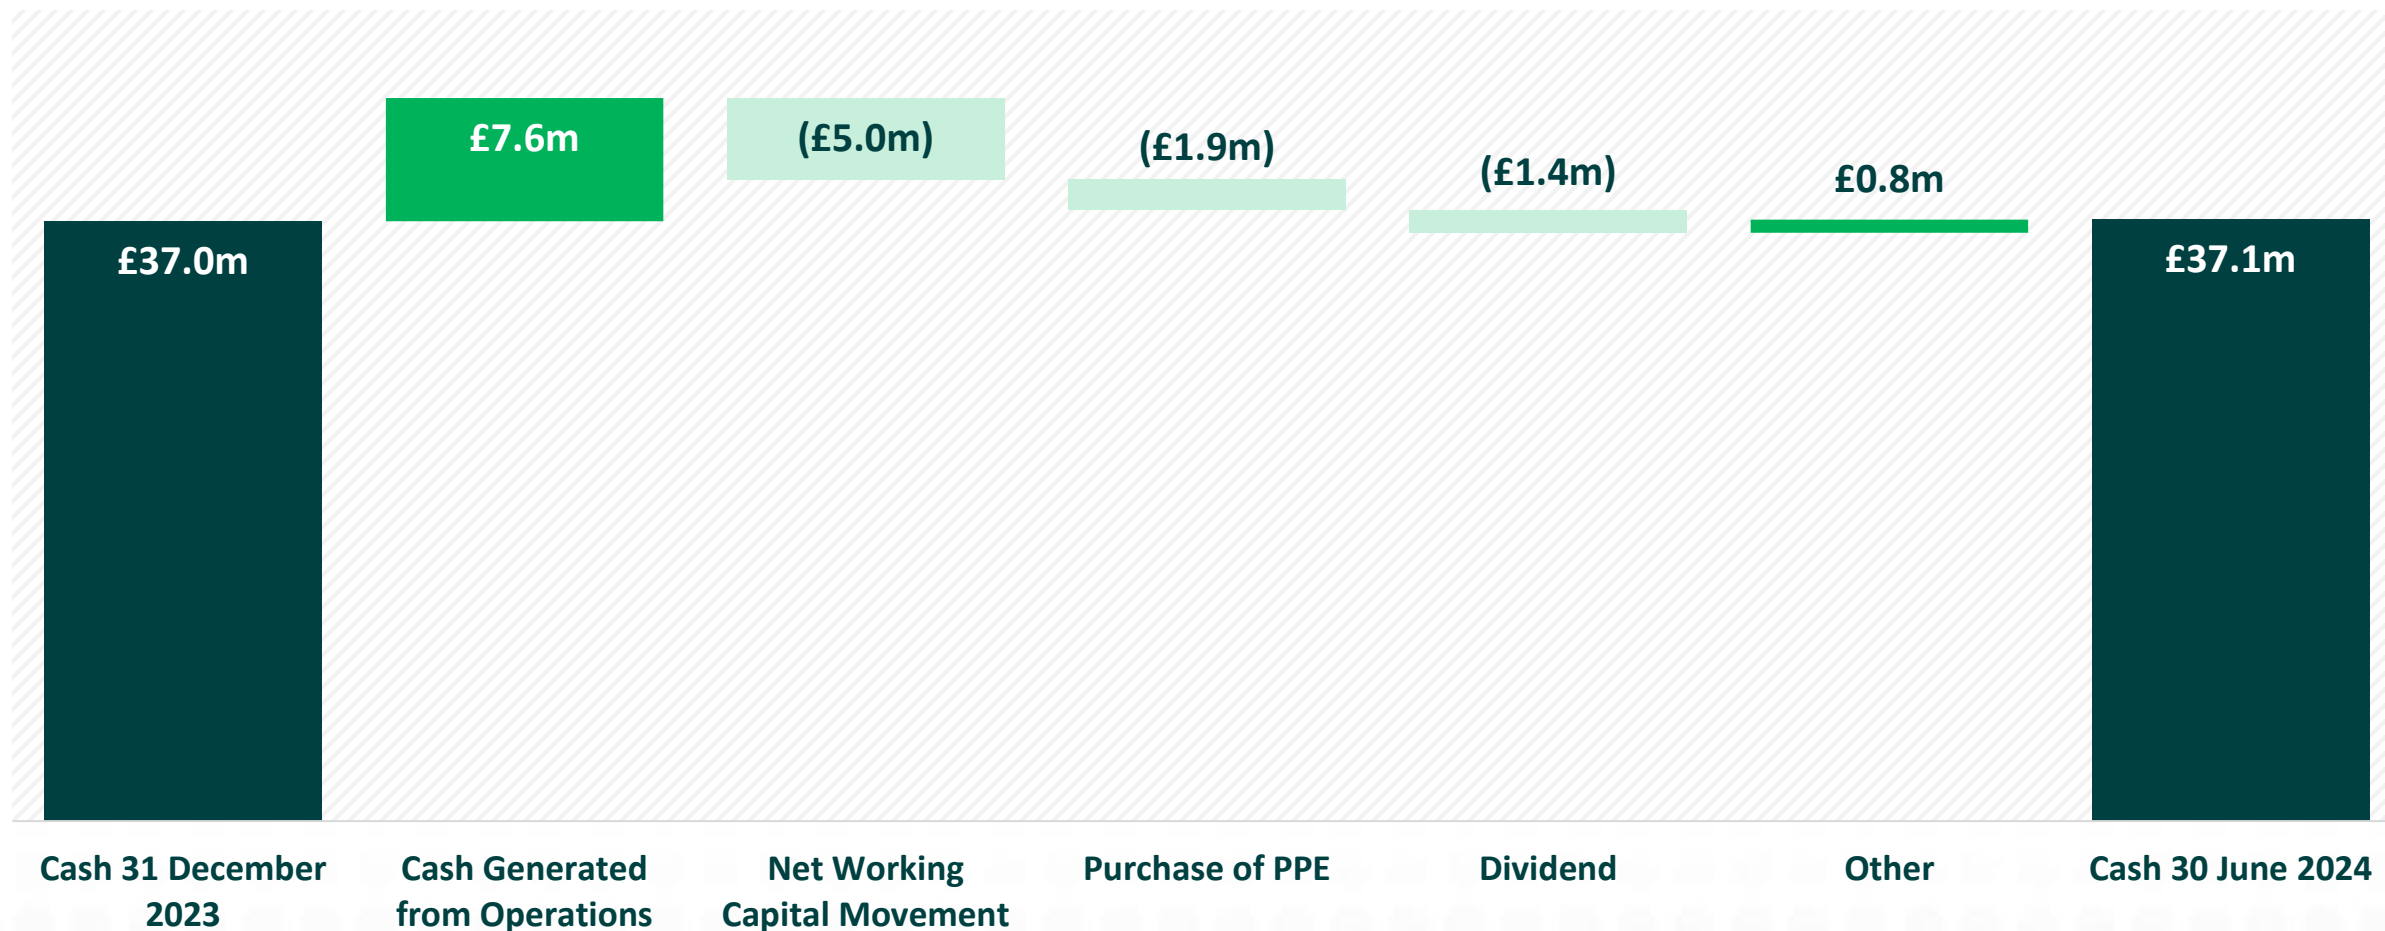 £7.6m
(£5.0m)
(£1.9m)
(£1.4m)
£0.8m
£37.0m
£37.1m
Cash 31 December
2023
Cash Generated
from Operations
Net Working
Capital Movement
Purchase of PPE
Dividend
Other
Cash 30 June 2024